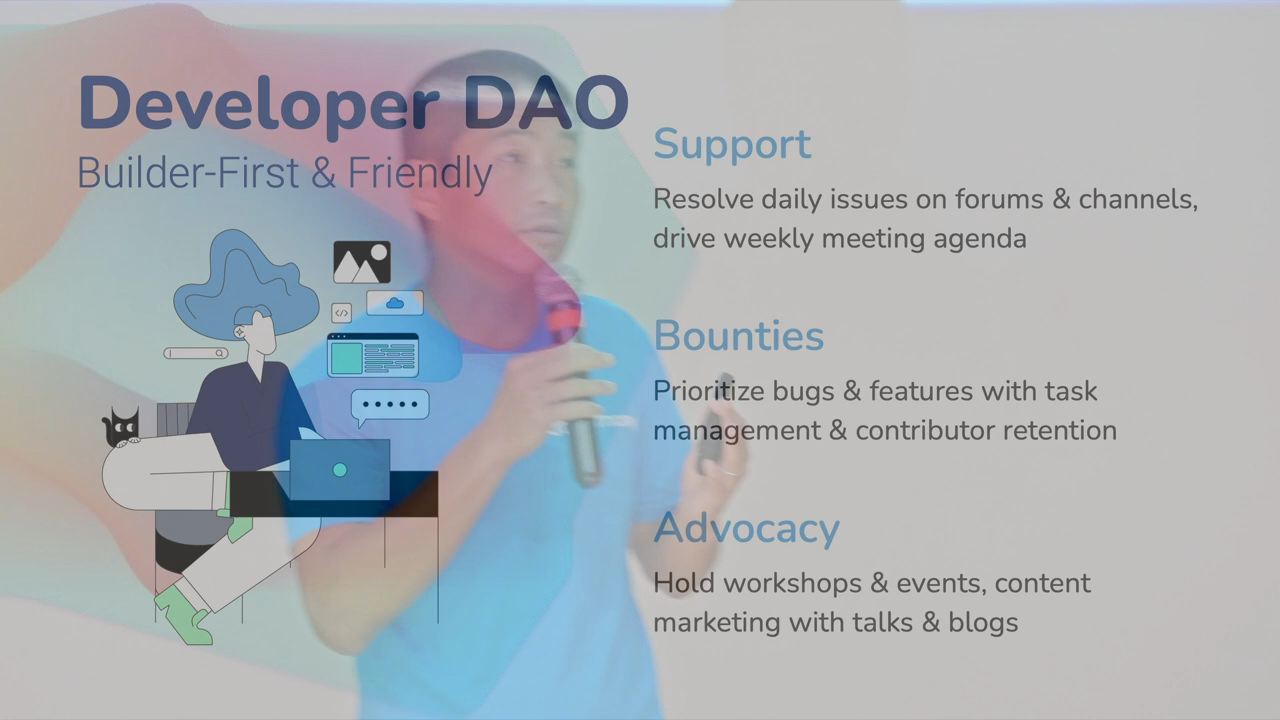 Developer DAO
Builder-First & Friendly
Support
Resolve daily issues on forums & channels,
drive weekly meeting agenda
Bounties
Prioritize bugs & features with task
management & contributor retention
Advocacy
Hold workshops & events, content
marketing with talks & blogs